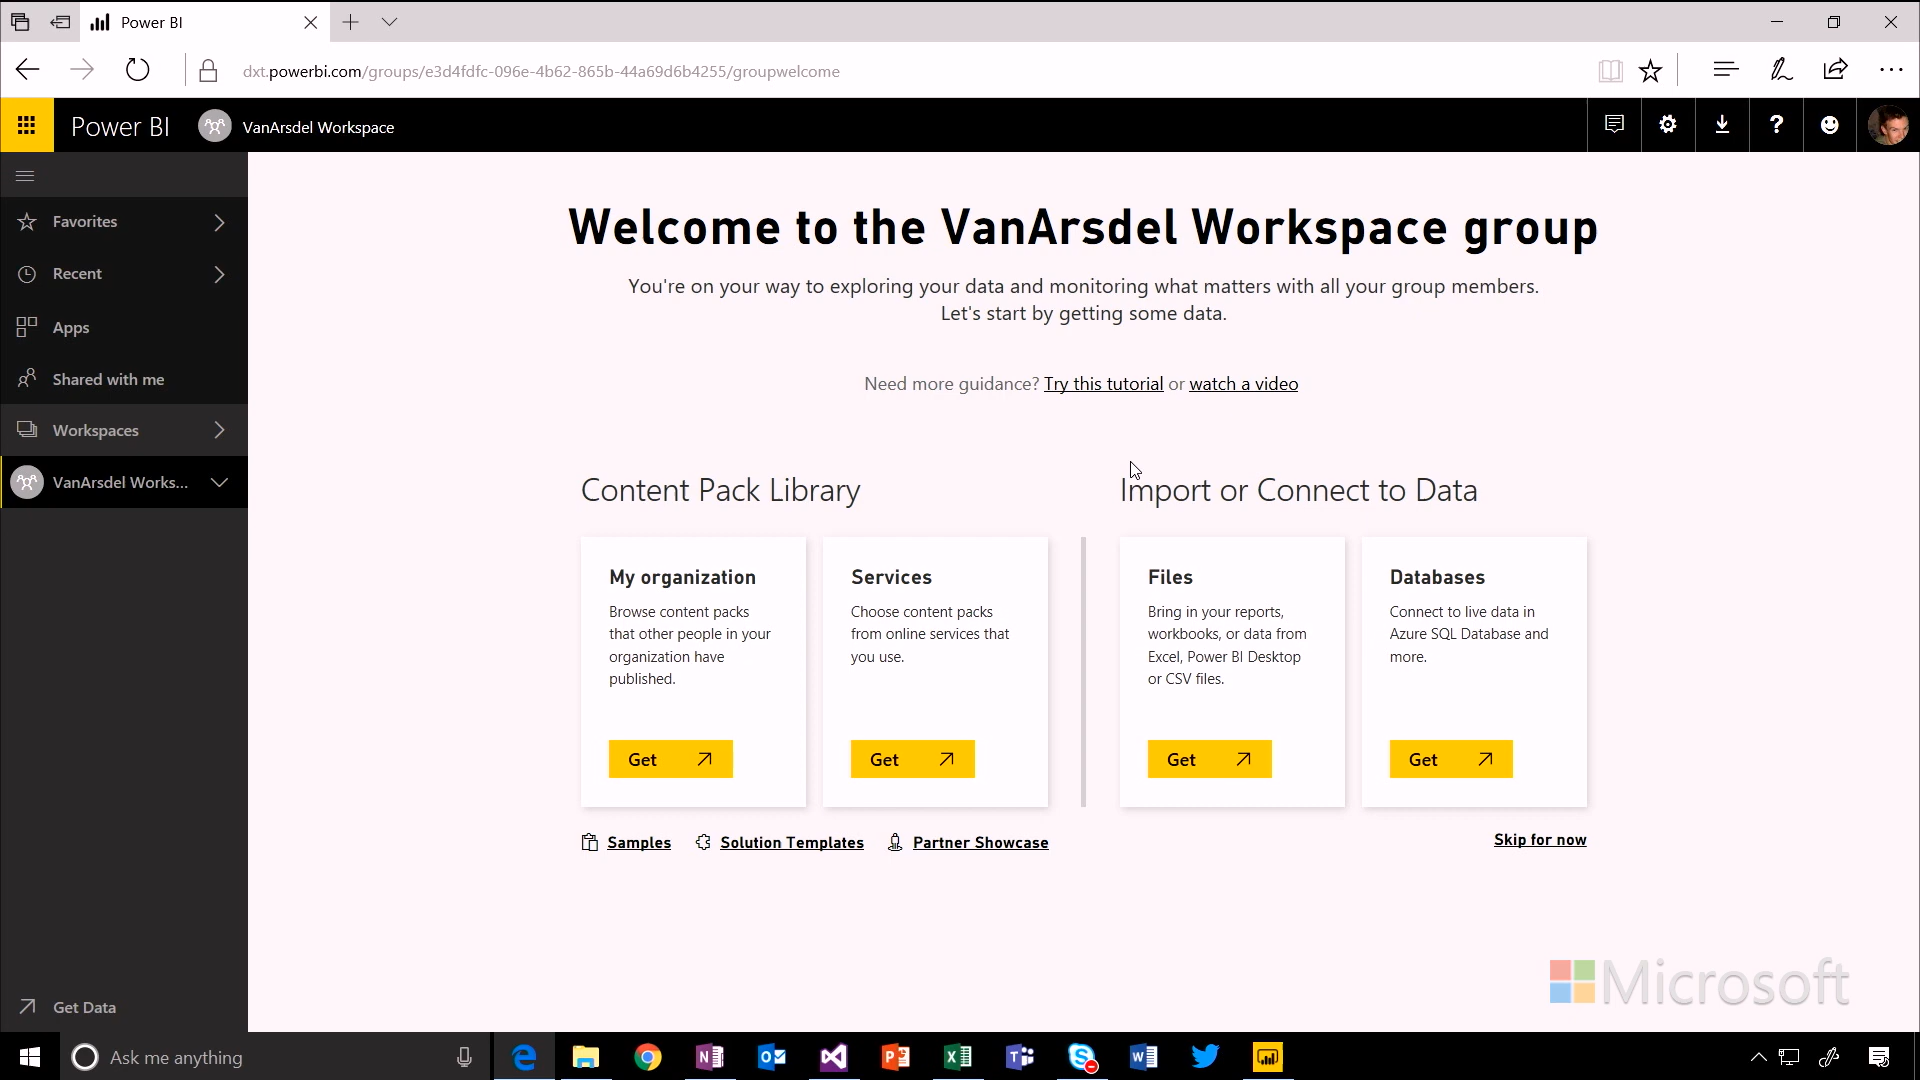 Power BI
dxt.powerbi.com/groups/e3d4fdfc-096e-4b62-865b-44a69d6b4255/groupwelcome
Power BI
VanArsdel Workspace
Favorites
Recent
Apps
Shared with me
Workspaces
VanArsdel Works...
Get Data
Welcome to the VanArsdel Workspace group
You're on your way to exploring your data and monitoring what matters with all your group members.
Let's start by getting some data.
Need more guidance? Try this tutorial or watch a video
Content Pack Library
My organization
Browse content packs
that other people in your
organization have
published.
Get
Services
Choose content packs
from online services that
you use.
Get
Import or Connect to Data
Files
Bring in your reports,
workbooks, or data from
Excel, Power BI Desktop
or CSV files.
Get
Databases
Connect to live data in
Azure SQL Database and
more.
Get
Samples
Solution Templates
Partner Showcase
Skip for now
Microsoft
Ask me anything